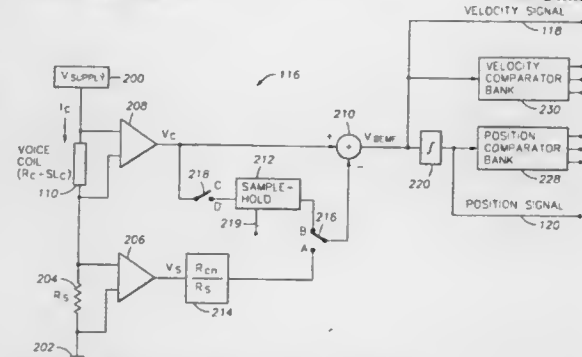 VELOCITY SIGNAL
118
V SUPPLY
200
116
VELOCITY
COMPARATOR
BANK
230
Ic
208
Vc
210
+
VBEMF
VOICE
COIL
(Rc+SLc)
110
218
C
D
212
SAMPLE-
HOLD
219
−
∫
220
POSITION
COMPARATOR
BANK
228
B
216
A
POSITION SIGNAL
120
204
Rs
206
Vs
Rcn
Rs
214
202